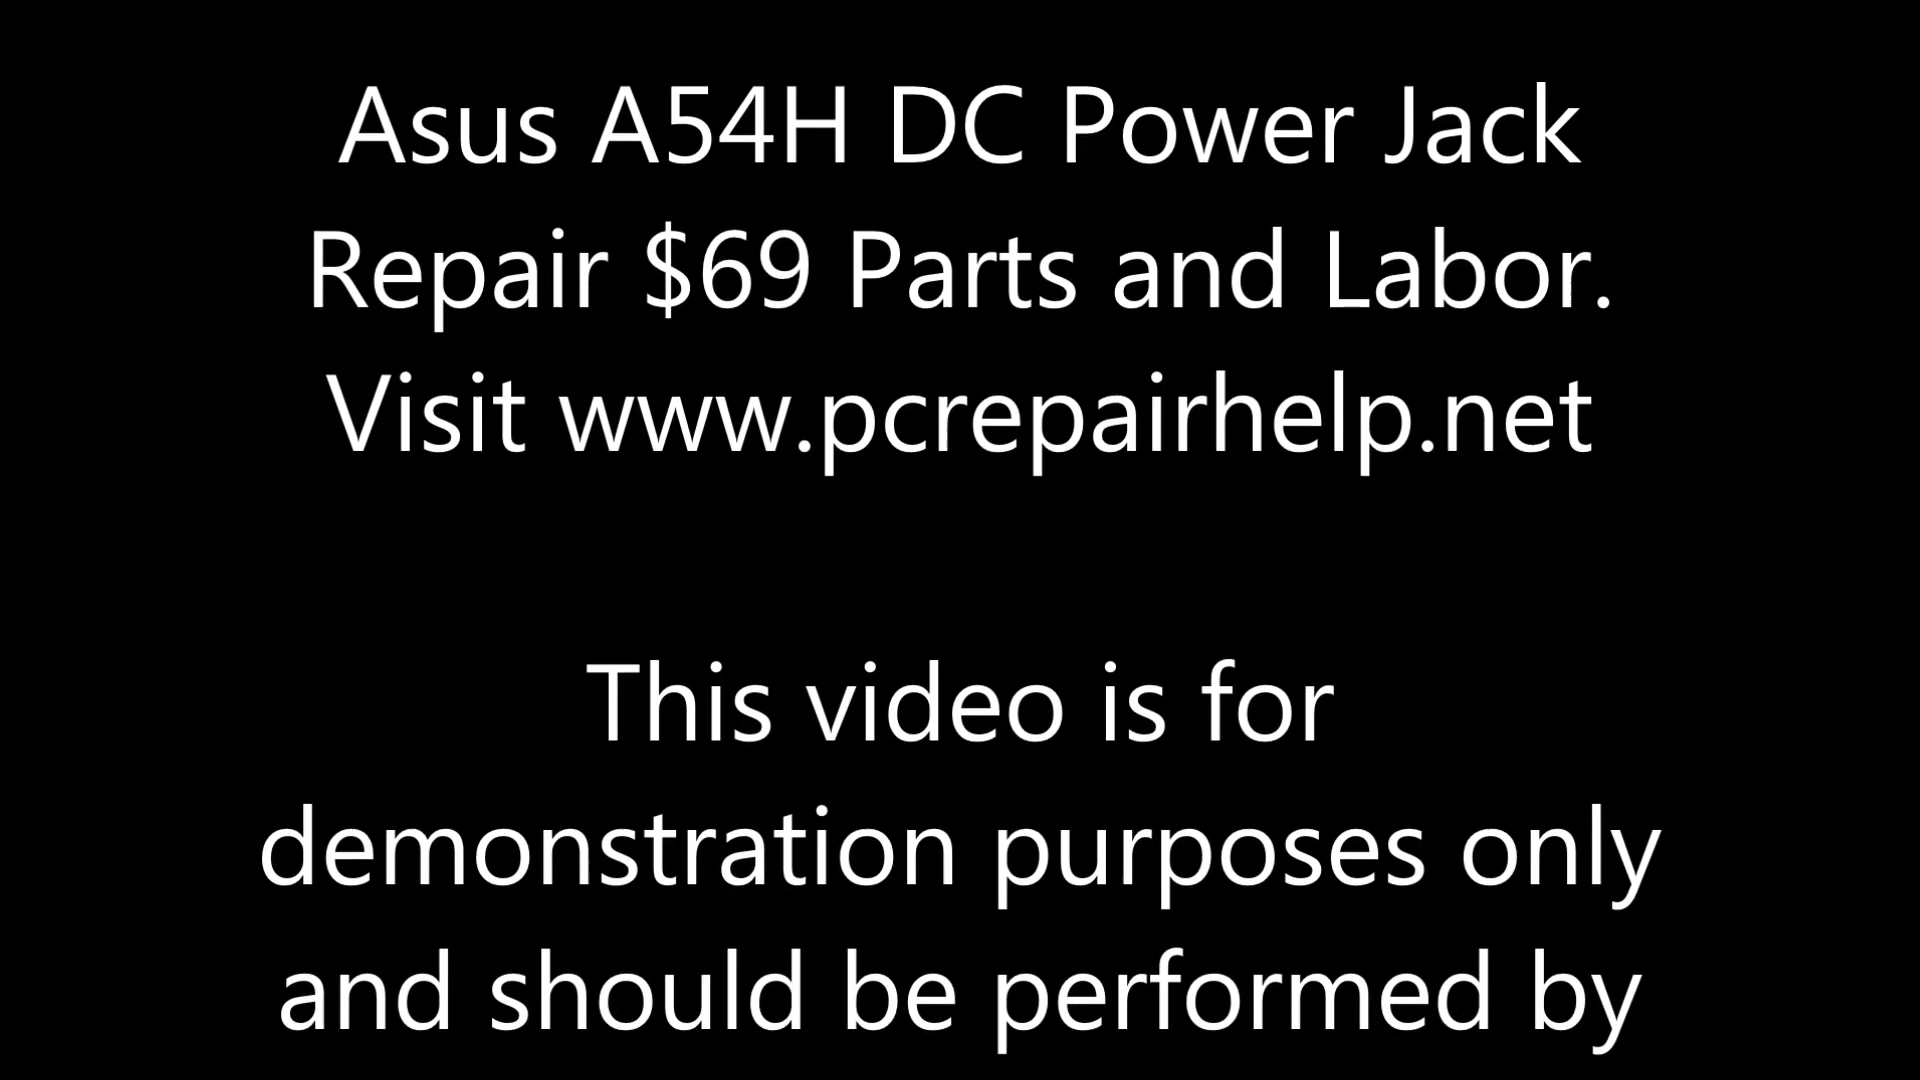 Asus A54H DC Power Jack
Repair $69 Parts and Labor.
Visit www.pcrepairhelp.net
This video is for
demonstration purposes only
and should be performed by